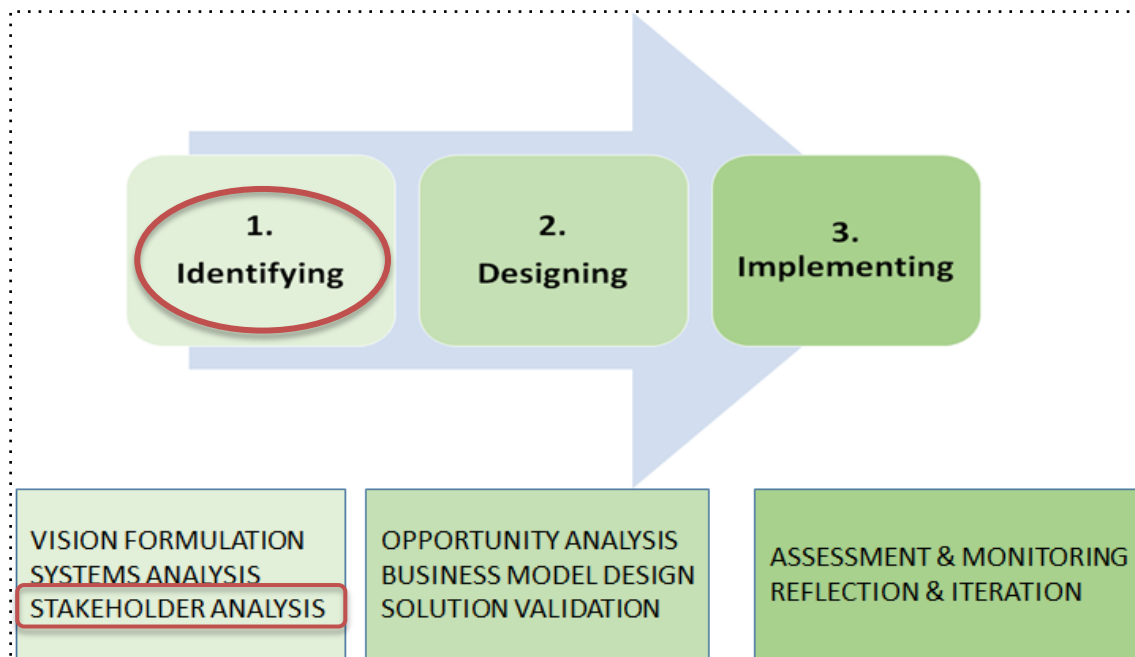 1.
Identifying
2.
Designing
3.
Implementing
VISION FORMULATION
SYSTEMS ANALYSIS
STAKEHOLDER ANALYSIS
OPPORTUNITY ANALYSIS
BUSINESS MODEL DESIGN
SOLUTION VALIDATION
ASSESSMENT & MONITORING
REFLECTION & ITERATION